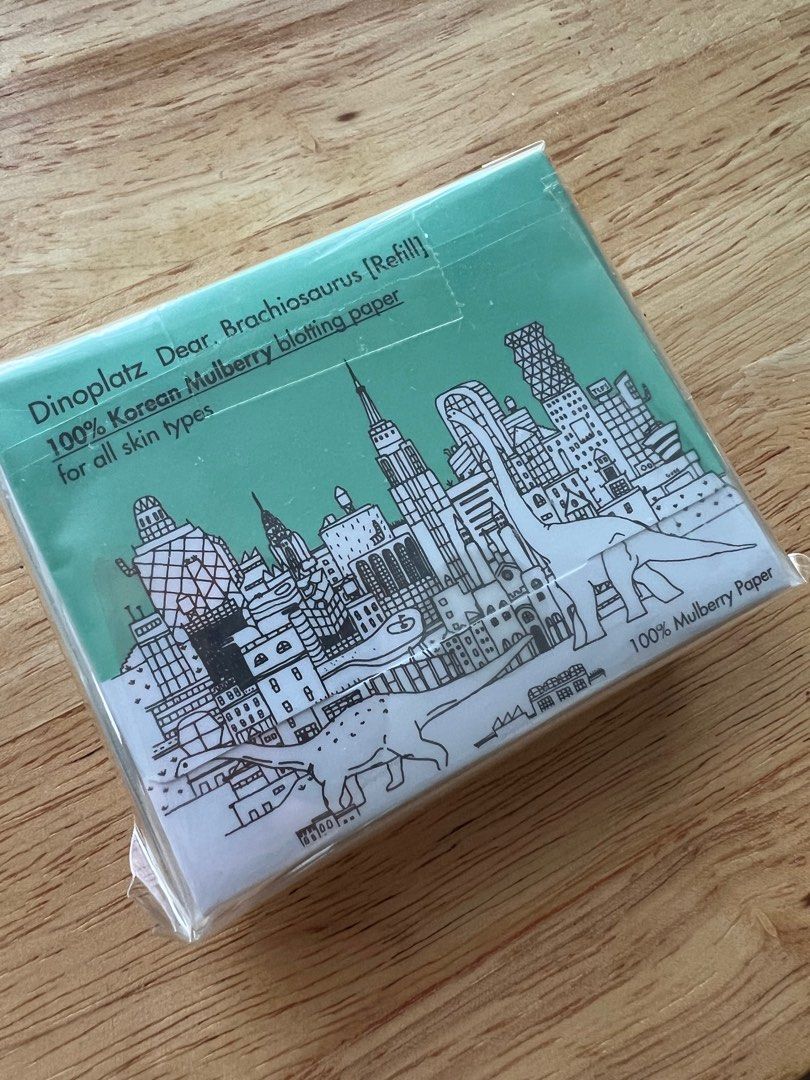 Dinoplatz Dear. Brachiosaurus [Refill]
100% Korean Mulberry blotting paper
for all skin types
100% Mulberry Paper